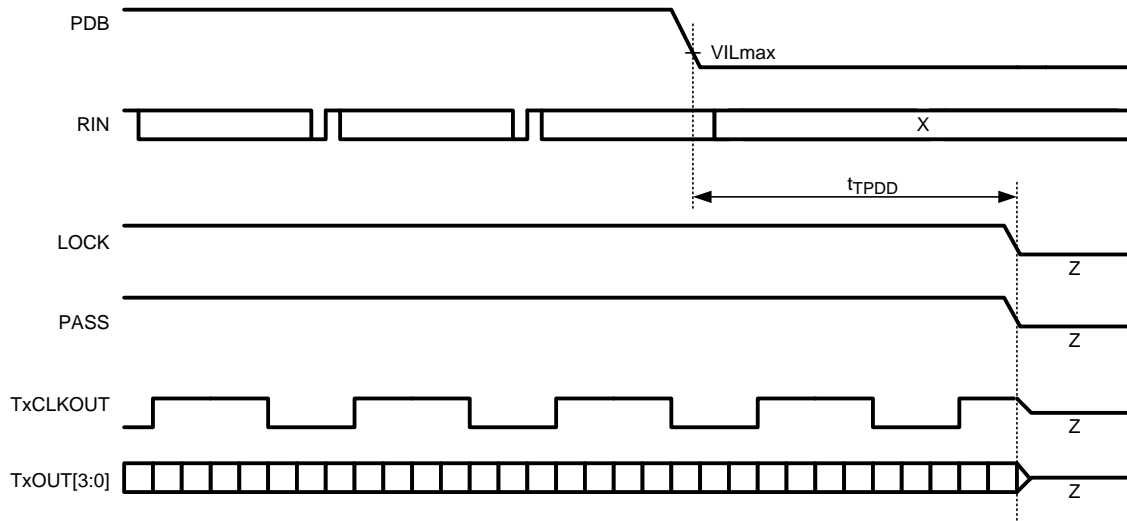 PDB
VILmax
RIN
X
tTPDD
LOCK
Z
PASS
Z
TxCLKOUT
Z
TxOUT[3:0]
Z